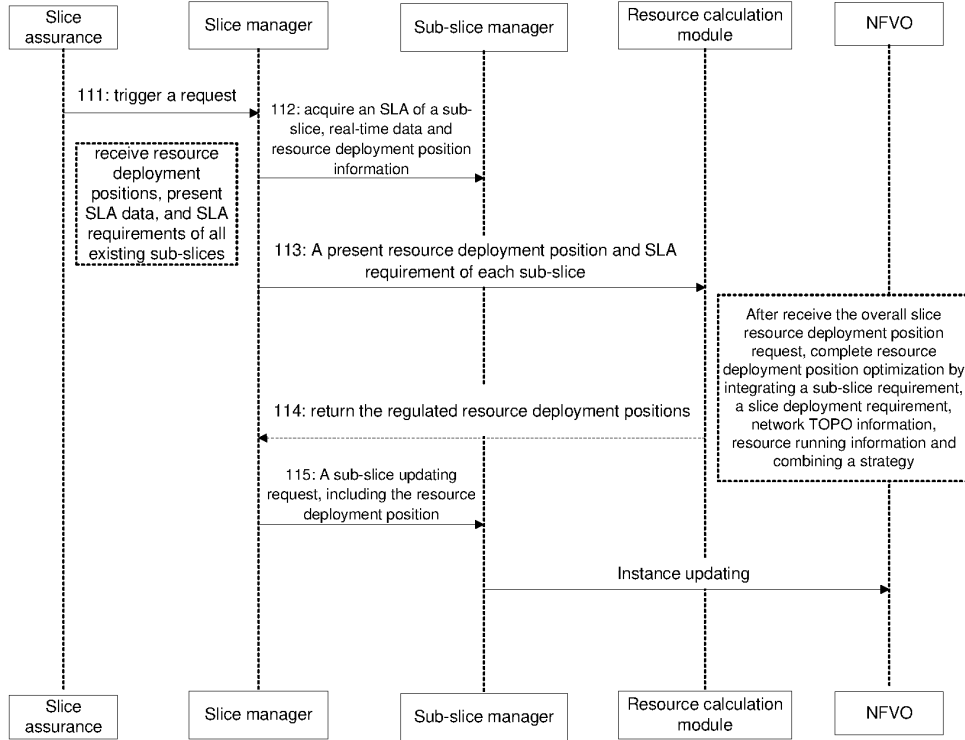 Slice
assurance
Slice manager
Sub-slice manager
Resource calculation
module
NFVO
111: trigger a request
112: acquire an SLA of a sub-
slice, real-time data and
resource deployment position
information
receive resource
deployment
positions, present
SLA data, and SLA
requirements of all
existing sub-slices
113: A present resource deployment position and SLA
requirement of each sub-slice
After receive the overall slice
resource deployment position
request, complete resource
deployment position optimization by
integrating a sub-slice requirement,
a slice deployment requirement,
network TOPO information,
resource running information and
combining a strategy
114: return the regulated resource deployment positions
115: A sub-slice updating
request, including the resource
deployment position
Instance updating
Slice
assurance
Slice manager
Sub-slice manager
Resource calculation
module
NFVO